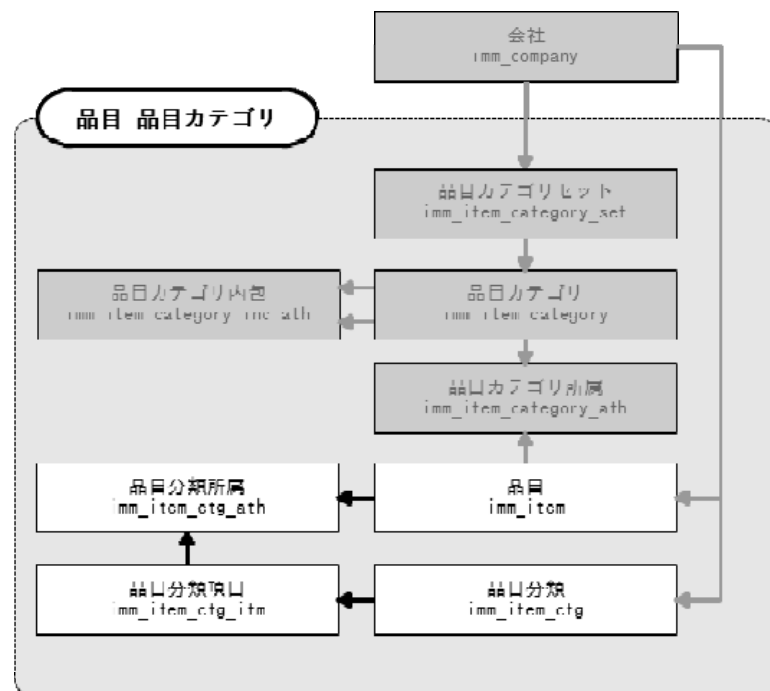 会社
imm_company
品目 品目カテゴリ
品目カテゴリセット
imm_item_category_set
品目カテゴリ内包
imm_item_category_inc_ath
品目カテゴリ
imm_item_category
品目カテゴリ所属
imm_item_category_ath
品目分類所属
imm_item_ctg_ath
品目
imm_item
品目分類項目
imm_item_ctg_itm
品目分類
imm_item_ctg